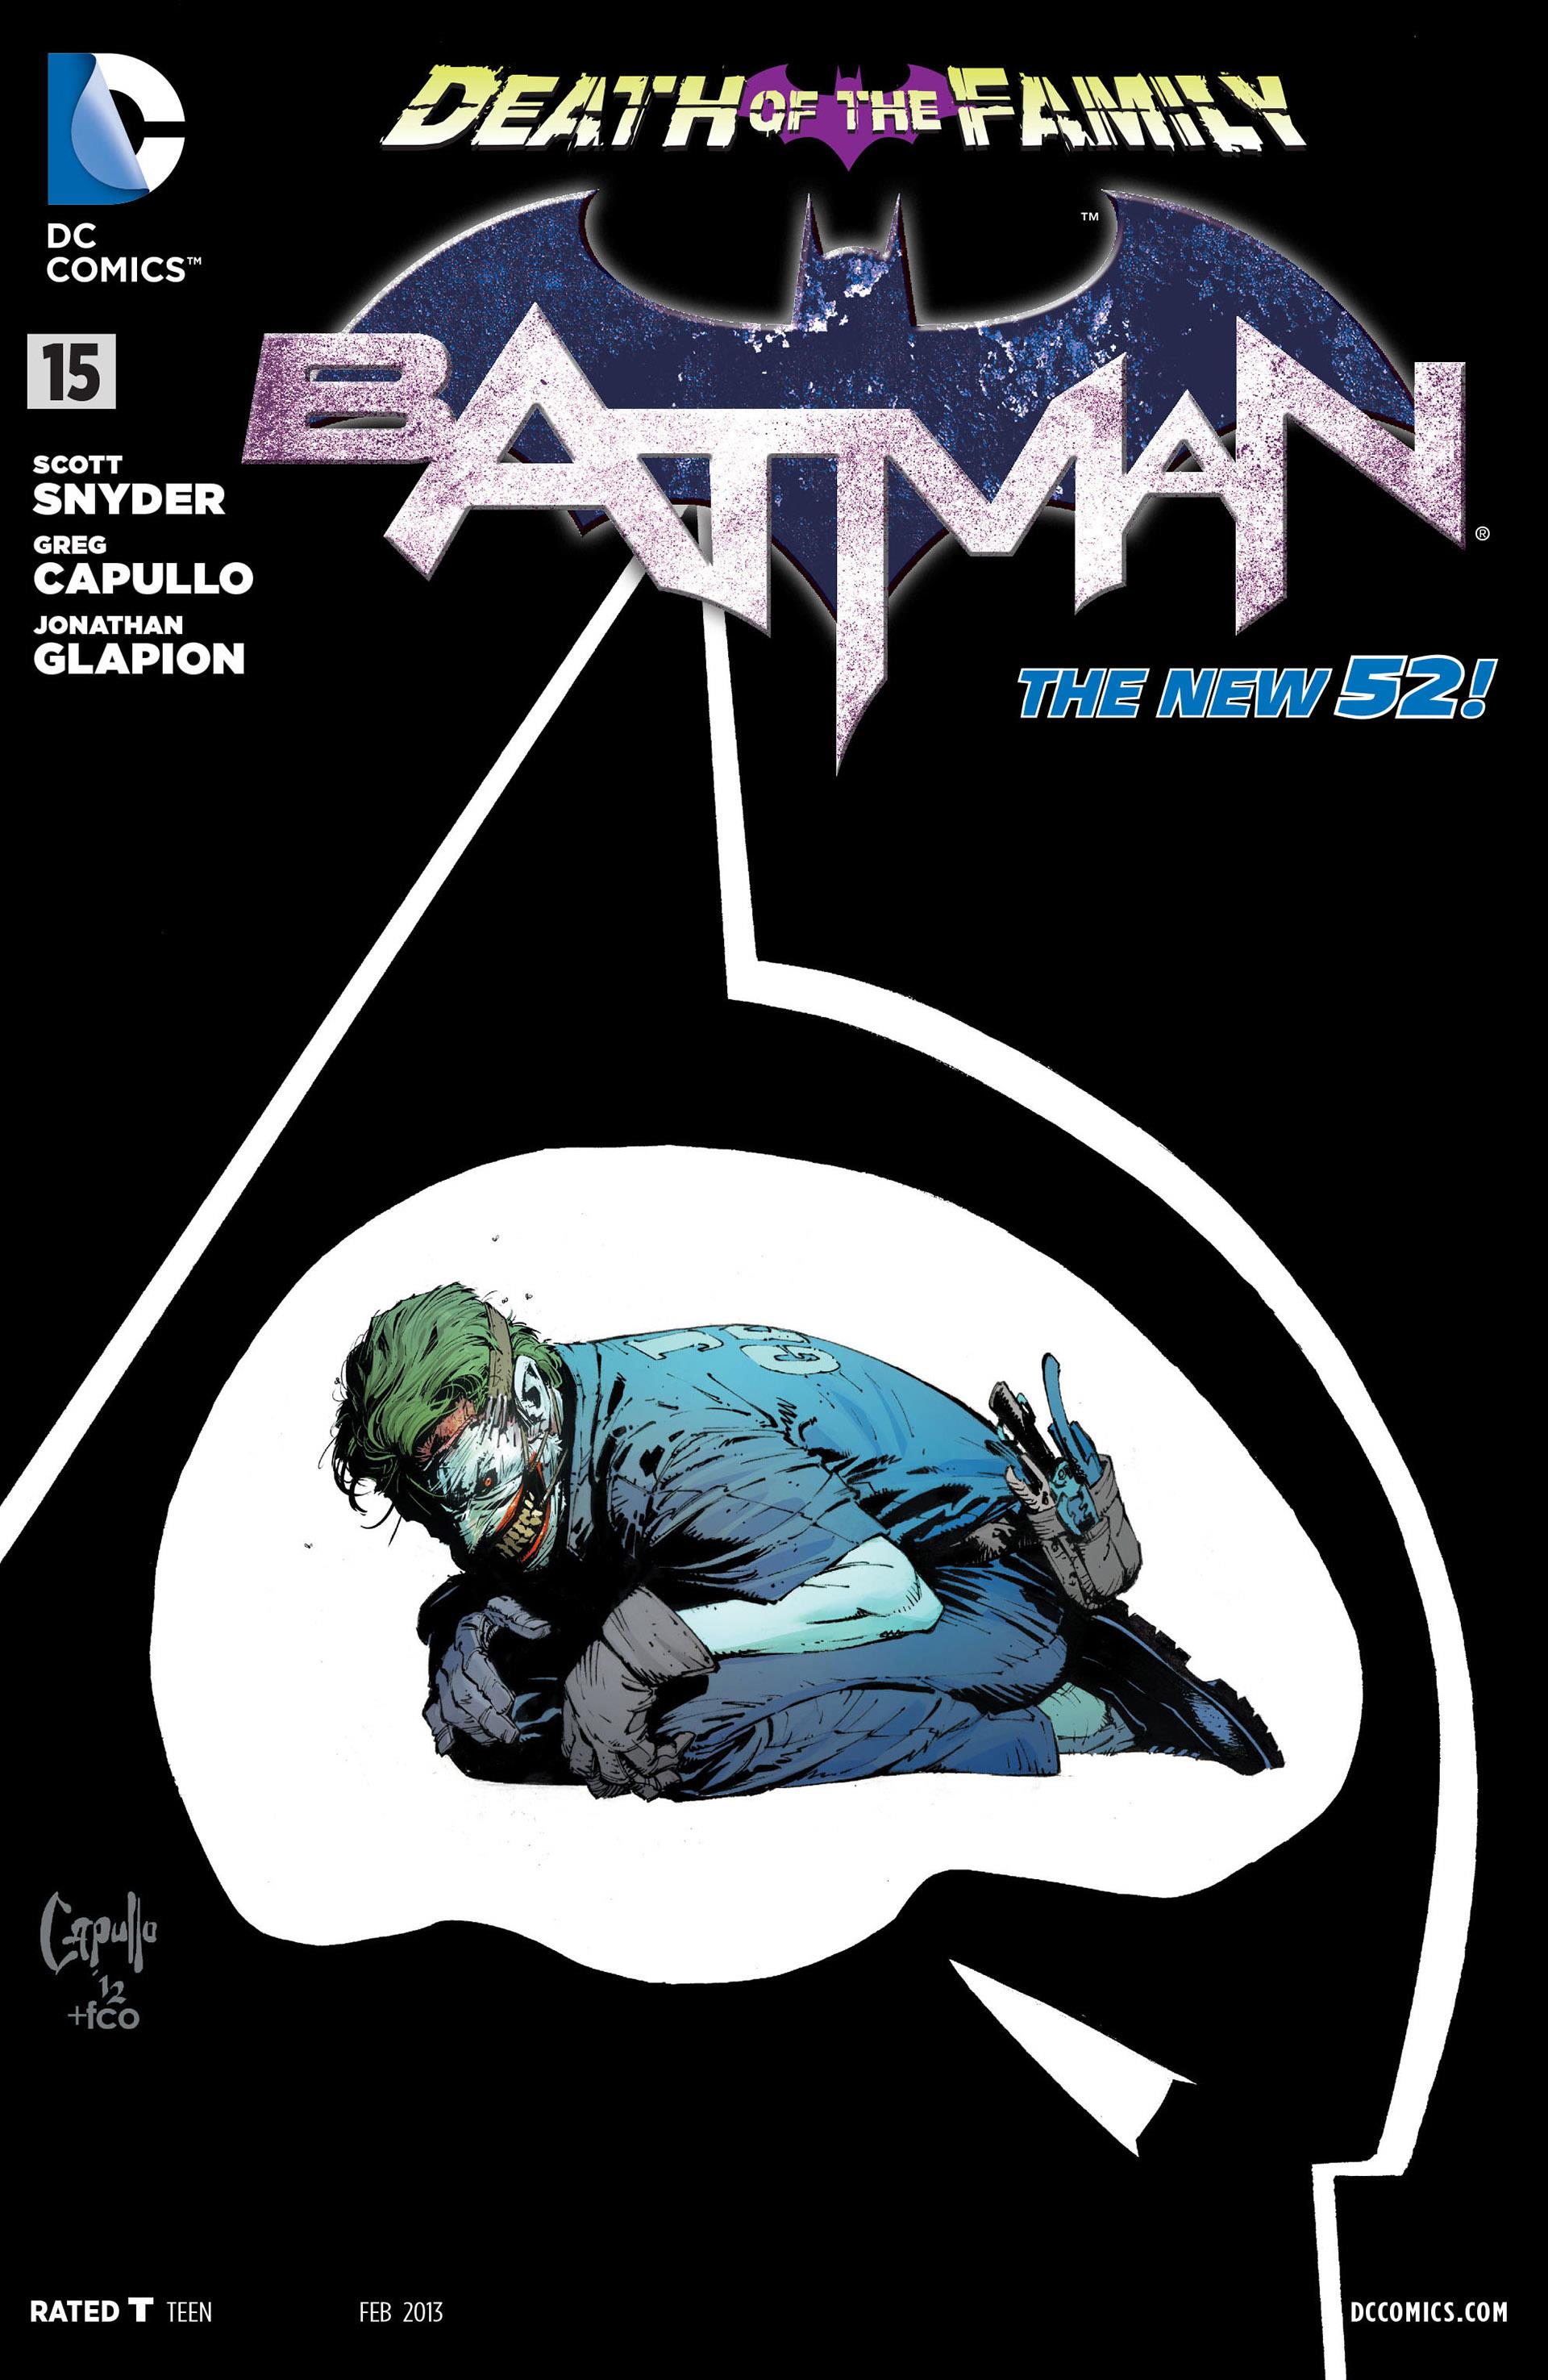 DEATH OF THE FAMILY
DC
COMICS™
BATMAN
™
®
15
SCOTT
SNYDER
GREG
CAPULLO
JONATHAN
GLAPION
THE NEW 52!
Capullo
'12
+fco
RATED T TEEN
FEB 2013
DCCOMICS.COM